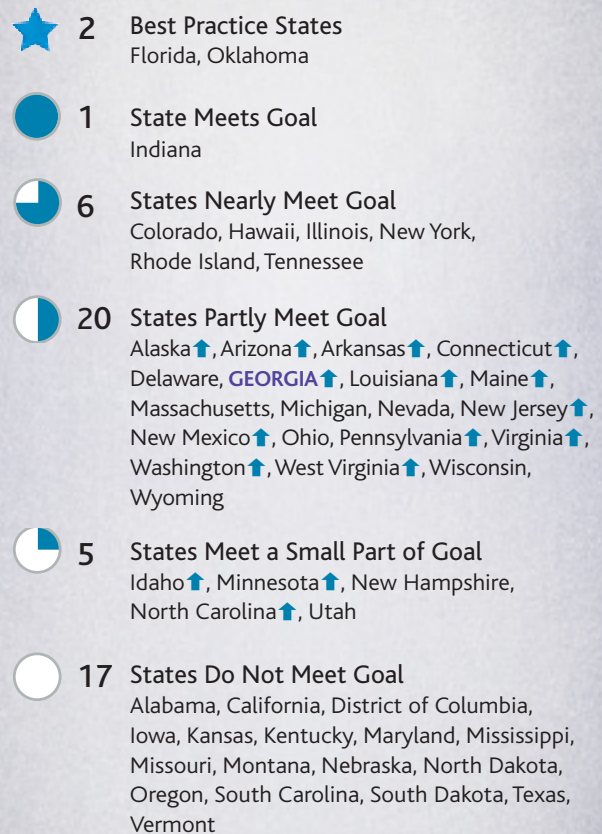 2 Best Practice States
Florida, Oklahoma
1 State Meets Goal
Indiana
6 States Nearly Meet Goal
Colorado, Hawaii, Illinois, New York,
Rhode Island, Tennessee
20 States Partly Meet Goal
Alaska⬆, Arizona⬆, Arkansas⬆, Connecticut⬆,
Delaware, GEORGIA⬆, Louisiana⬆, Maine⬆,
Massachusetts, Michigan, Nevada, New Jersey⬆,
New Mexico⬆, Ohio, Pennsylvania⬆, Virginia⬆,
Washington⬆, West Virginia⬆, Wisconsin,
Wyoming
5 States Meet a Small Part of Goal
Idaho⬆, Minnesota⬆, New Hampshire,
North Carolina⬆, Utah
17 States Do Not Meet Goal
Alabama, California, District of Columbia,
Iowa, Kansas, Kentucky, Maryland, Mississippi,
Missouri, Montana, Nebraska, North Dakota,
Oregon, South Carolina, South Dakota, Texas,
Vermont